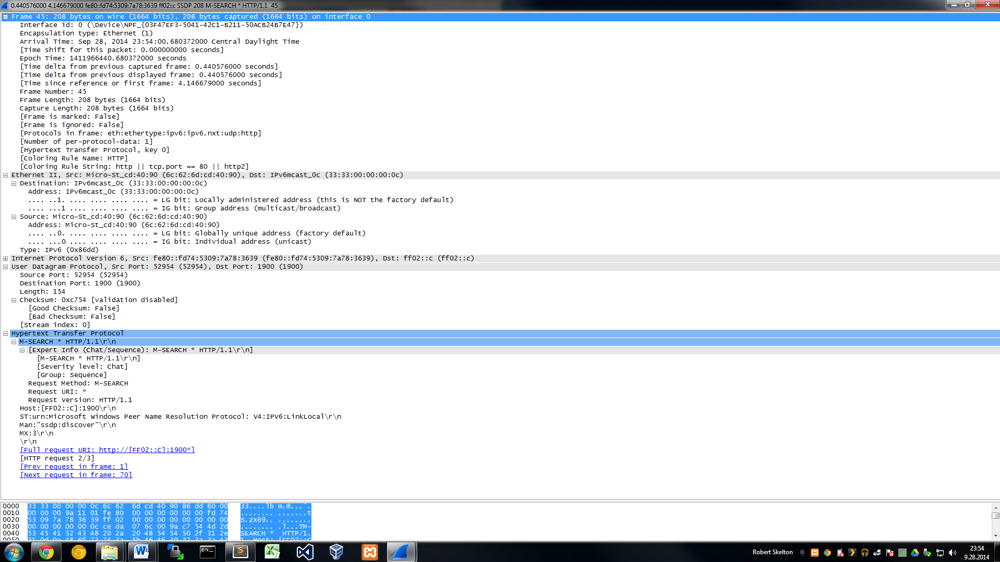 0.440576000 4.146679000 fe80::fd74:5309:7a78:3639 ff02::c SSDP 208 M-SEARCH * HTTP/1.1  45
Frame 45: 208 bytes on wire (1664 bits), 208 bytes captured (1664 bits) on interface 0
Interface id: 0 (\Device\NPF_{03F47EF3-5041-42C1-B211-50ACB24B7E47})
Encapsulation type: Ethernet (1)
Arrival Time: Sep 28, 2014 23:54:00.680372000 Central Daylight Time
[Time shift for this packet: 0.000000000 seconds]
Epoch Time: 1411966440.680372000 seconds
[Time delta from previous captured frame: 0.440576000 seconds]
[Time delta from previous displayed frame: 0.440576000 seconds]
[Time since reference or first frame: 4.146679000 seconds]
Frame Number: 45
Frame Length: 208 bytes (1664 bits)
Capture Length: 208 bytes (1664 bits)
[Frame is marked: False]
[Frame is ignored: False]
[Protocols in frame: eth:ethertype:ipv6:ipv6.nxt:udp:http]
[Number of per-protocol-data: 1]
[Hypertext Transfer Protocol, key 0]
[Coloring Rule Name: HTTP]
[Coloring Rule String: http || tcp.port == 80 || http2]
Ethernet II, Src: Micro-St_cd:40:90 (6c:62:6d:cd:40:90), Dst: IPv6mcast_0c (33:33:00:00:00:0c)
Destination: IPv6mcast_0c (33:33:00:00:00:0c)
Address: IPv6mcast_0c (33:33:00:00:00:0c)
.... ..1. .... .... .... .... = LG bit: Locally administered address (this is NOT the factory default)
.... ...1 .... .... .... .... = IG bit: Group address (multicast/broadcast)
Source: Micro-St_cd:40:90 (6c:62:6d:cd:40:90)
Address: Micro-St_cd:40:90 (6c:62:6d:cd:40:90)
.... ..0. .... .... .... .... = LG bit: Globally unique address (factory default)
.... ...0 .... .... .... .... = IG bit: Individual address (unicast)
Type: IPv6 (0x86dd)
Internet Protocol Version 6, Src: fe80::fd74:5309:7a78:3639 (fe80::fd74:5309:7a78:3639), Dst: ff02::c (ff02::c)
User Datagram Protocol, Src Port: 52954 (52954), Dst Port: 1900 (1900)
Source Port: 52954 (52954)
Destination Port: 1900 (1900)
Length: 154
Checksum: 0xc754 [validation disabled]
[Good Checksum: False]
[Bad Checksum: False]
[Stream index: 0]
Hypertext Transfer Protocol
M-SEARCH * HTTP/1.1\r\n
[Expert Info (Chat/Sequence): M-SEARCH * HTTP/1.1\r\n]
[M-SEARCH * HTTP/1.1\r\n]
[Severity level: Chat]
[Group: Sequence]
Request Method: M-SEARCH
Request URI: *
Request Version: HTTP/1.1
Host:[FF02::C]:1900\r\n
ST:urn:Microsoft Windows Peer Name Resolution Protocol: V4:IPV6:LinkLocal\r\n
Man:"ssdp:discover"\r\n
MX:3\r\n
\r\n
[Full request URI: http://[FF02::C]:1900*]
[HTTP request 2/3]
[Prev request in frame: 1]
[Next request in frame: 70]
0000  33 33 00 00 00 0c 6c 62  6d cd 40 90 86 dd 60 00   33....lb m.@...`.
0010  00 00 00 9a 11 01 fe 80  00 00 00 00 00 00 fd 74   ........ .......t
0020  53 09 7a 78 36 39 ff 02  00 00 00 00 00 00 00 00   S.zx69.. ........
0030  00 00 00 00 00 0c ce da  07 6c 00 9a c7 54 4d 2d   ........ .l...TM-
0040  53 45 41 52 43 48 20 2a  20 48 54 54 50 2f 31 2e   SEARCH *  HTTP/1.
0050  31 0d 0a 48 6f 73 74 3a  5b 46 46 30 32 3a 3a 43   1..Host: [FF02::C
Robert Skelton
23:54
9.28.2014